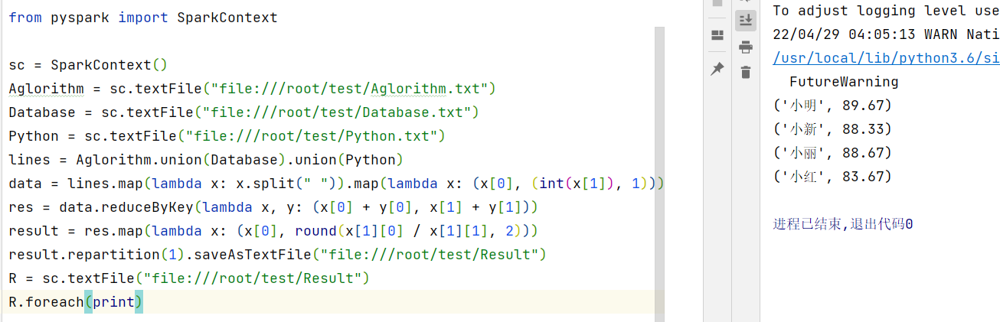 from pyspark import SparkContext
sc = SparkContext()
Aglorithm = sc.textFile("file:///root/test/Aglorithm.txt")
Database = sc.textFile("file:///root/test/Database.txt")
Python = sc.textFile("file:///root/test/Python.txt")
lines = Aglorithm.union(Database).union(Python)
data = lines.map(lambda x: x.split(" ")).map(lambda x: (x[0], (int(x[1]), 1)))
res = data.reduceByKey(lambda x, y: (x[0] + y[0], x[1] + y[1]))
result = res.map(lambda x: (x[0], round(x[1][0] / x[1][1], 2)))
result.repartition(1).saveAsTextFile("file:///root/test/Result")
R = sc.textFile("file:///root/test/Result")
R.foreach(print)
To adjust logging level use
22/04/29 04:05:13 WARN Nati
/usr/local/lib/python3.6/si
FutureWarning
('小明', 89.67)
('小新', 88.33)
('小丽', 88.67)
('小红', 83.67)
进程已结束,退出代码0